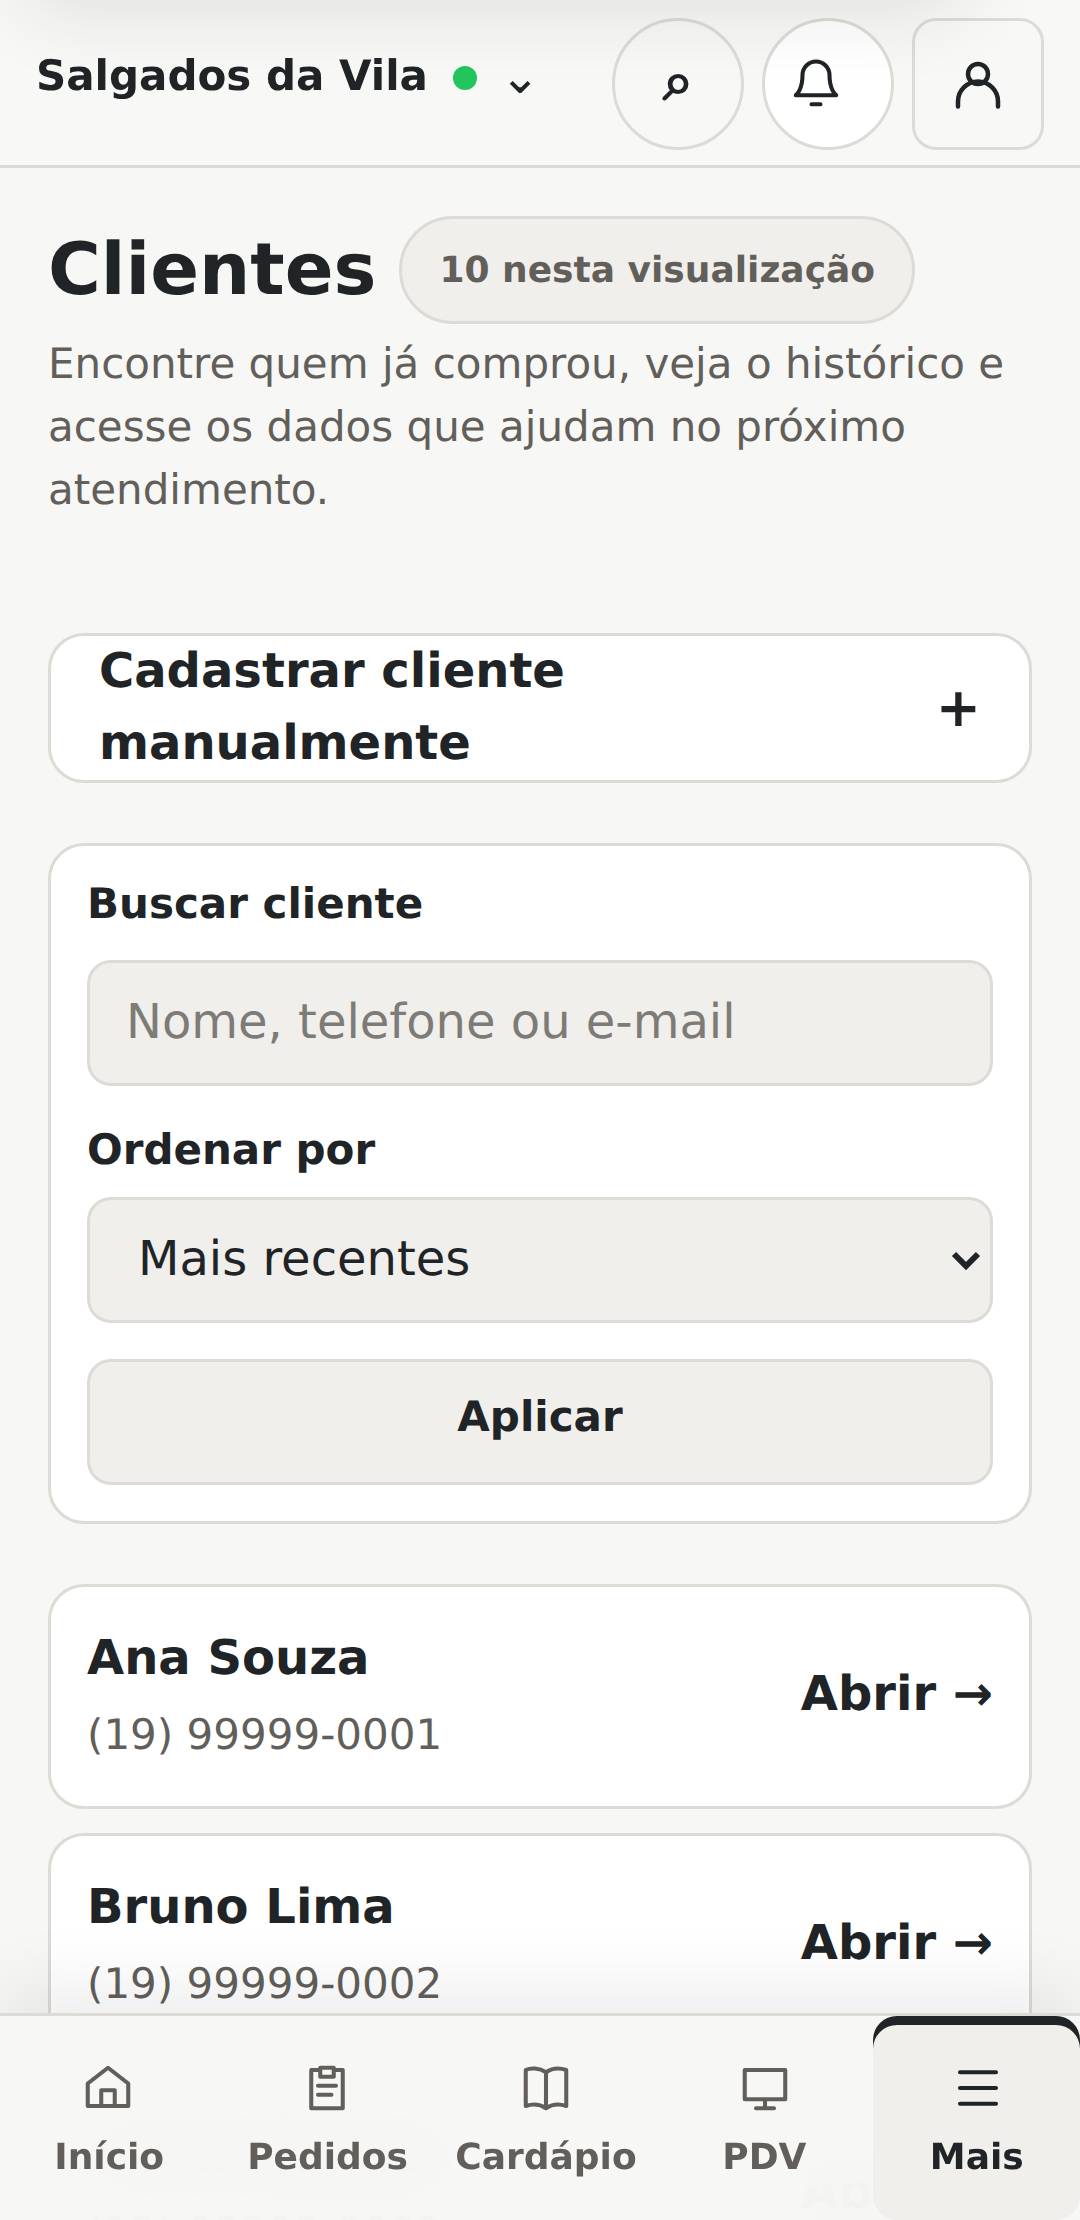 Salgados da Vila
Clientes
10 nesta visualização
Encontre quem já comprou, veja o histórico e
acesse os dados que ajudam no próximo
atendimento.
Cadastrar cliente
manualmente
+
Buscar cliente
Nome, telefone ou e-mail
Ordenar por
Mais recentes
Aplicar
Ana Souza
(19) 99999-0001
Abrir →
Bruno Lima
(19) 99999-0002
Abrir →
Início
Pedidos
Cardápio
PDV
Mais